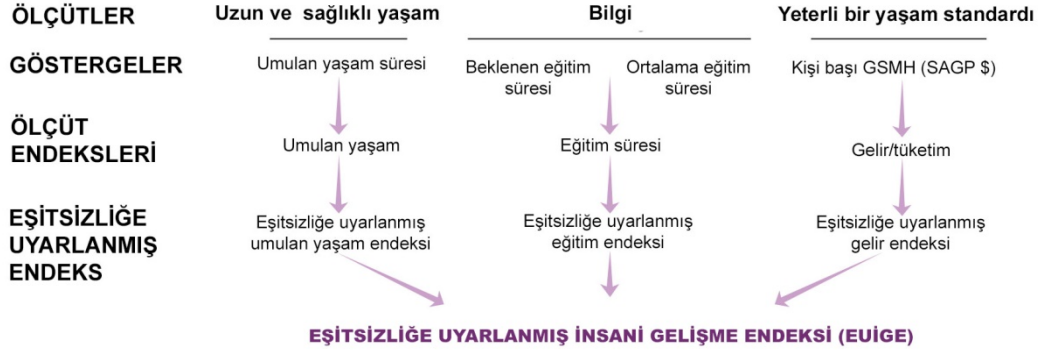 ÖLÇÜTLER
Uzun ve sağlıklı yaşam
Bilgi
Yeterli bir yaşam standardı
GÖSTERGELER
Umulan yaşam süresi
Beklenen eğitim
süresi
Ortalama eğitim
süresi
Kişi başı GSMH (SAGP $)
ÖLÇÜT
ENDEKSLERİ
Umulan yaşam
Eğitim süresi
Gelir/tüketim
EŞİTSİZLİĞE
UYARLANMIŞ
ENDEKS
Eşitsizliğe uyarlanmış
umulan yaşam endeksi
Eşitsizliğe uyarlanmış
eğitim endeksi
Eşitsizliğe uyarlanmış
gelir endeksi
EŞİTSİZLİĞE UYARLANMIŞ İNSANİ GELİŞME ENDEKSİ (EUİGE)